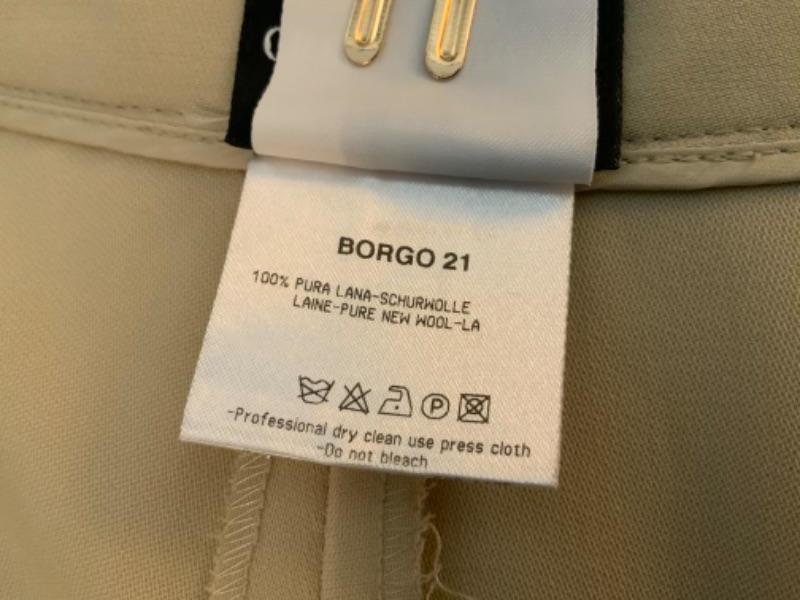 BORGO 21
100% PURA LANA-SCHURWOLLE
LAINE-PURE NEW WOOL-LA
P
-Professional dry clean use press cloth
-Do not bleach